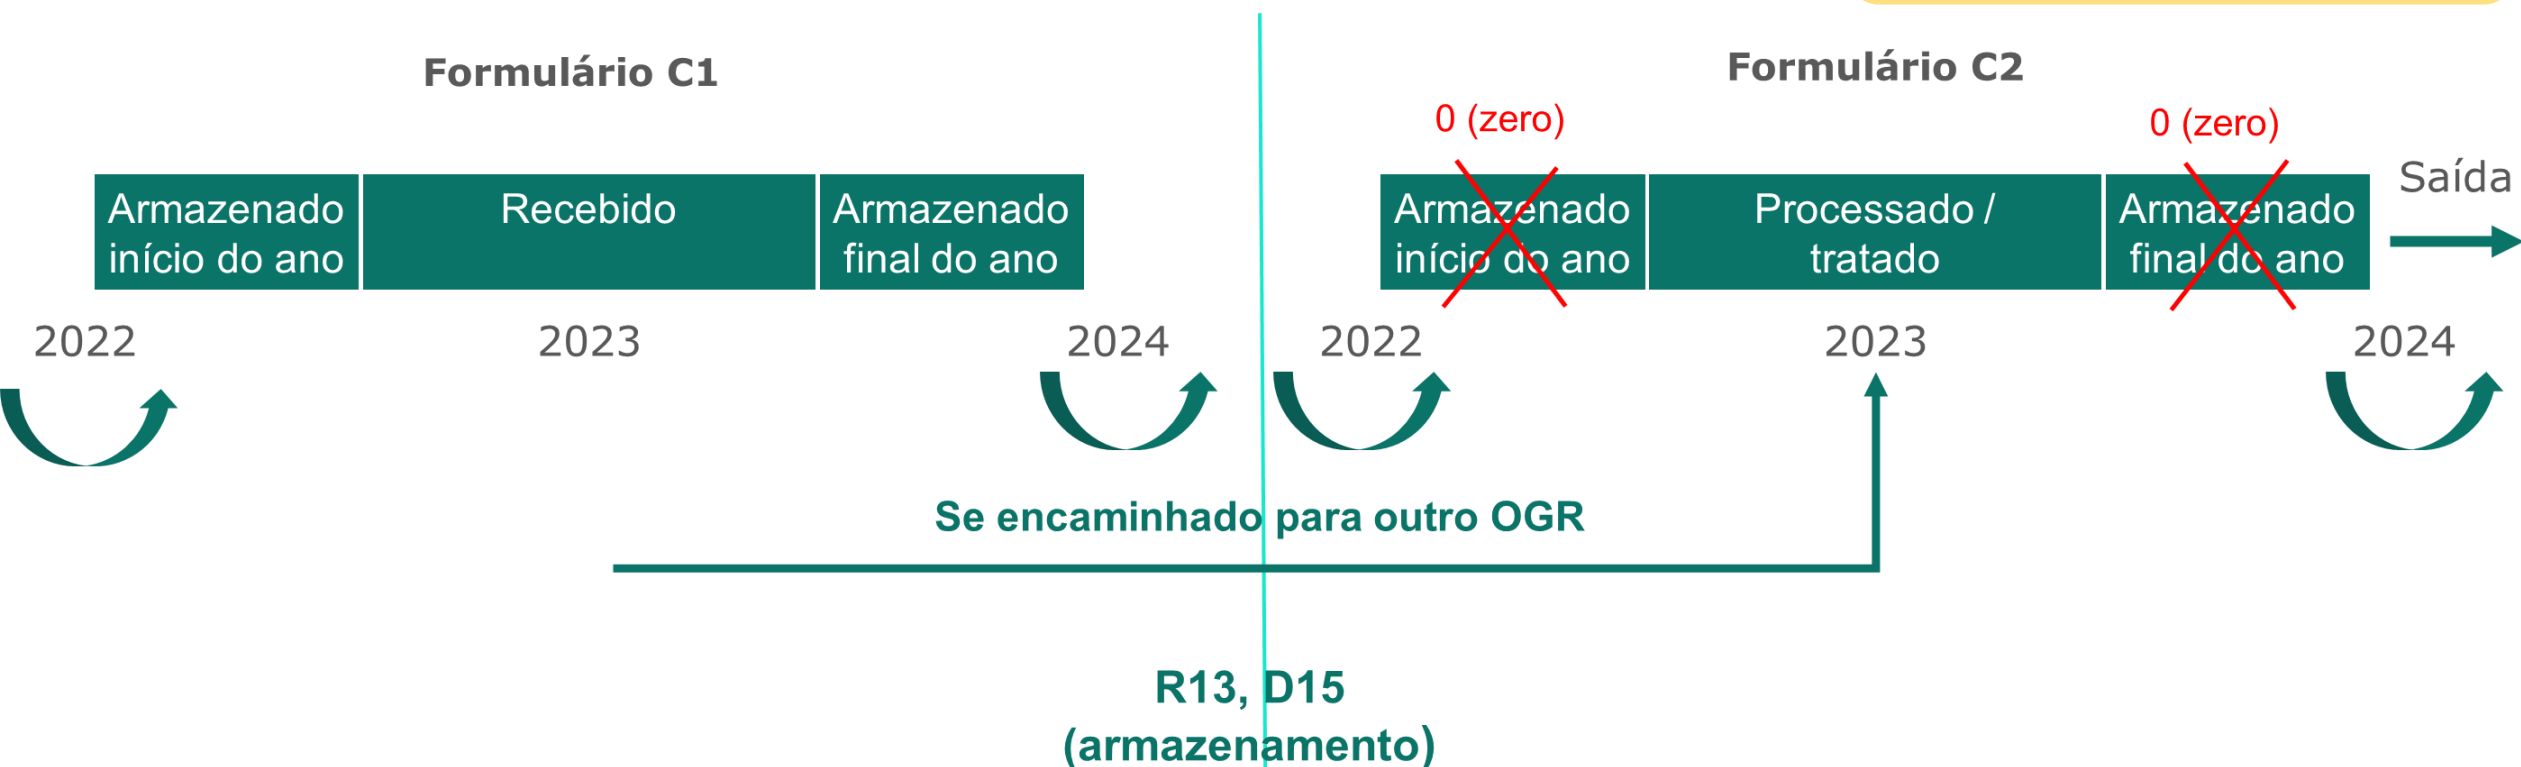 Formulário C1
Armazenado
início do ano
Recebido
Armazenado
final do ano
2022
2023
2024
Formulário C2
0 (zero)
0 (zero)
Armazenado
início do ano
Processado /
tratado
Armazenado
final do ano
Saída
2022
2023
2024
Se encaminhado para outro OGR
R13, D15
(armazenamento)